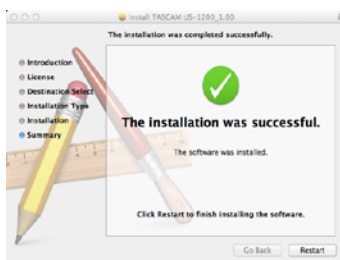 Install TASCAM US-1200_1.00
The installation was completed successfully.
Introduction
License
Destination Select
Installation Type
Installation
Summary
The installation was successful.
The software was installed.
Click Restart to finish installing the software.
Go Back
Restart